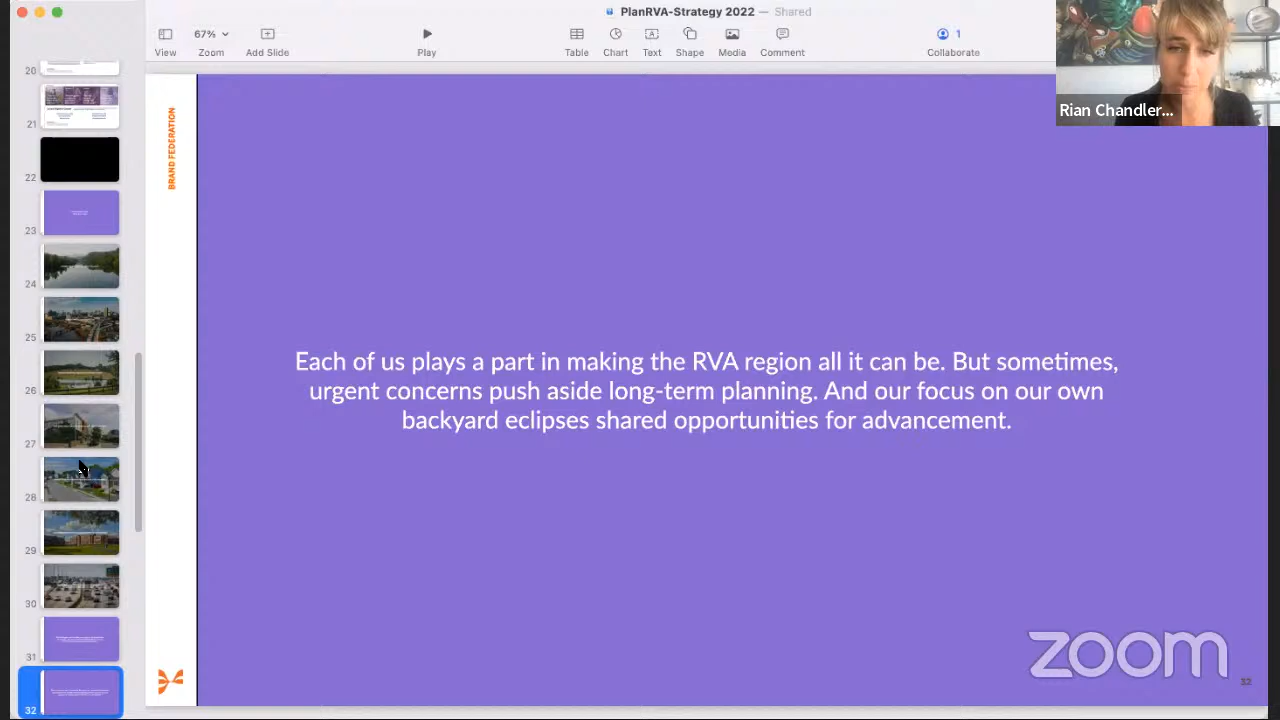 PlanRVA-Strategy 2022 — Shared
67%
View
Zoom
Add Slide
Play
Table
Chart
Text
Shape
Media
Comment
1
Collaborate
Rian Chandler...
20
21
22
23
24
25
26
27
28
29
30
31
32
BRAND FEDERATION
Each of us plays a part in making the RVA region all it can be. But sometimes,
urgent concerns push aside long-term planning. And our focus on our own
backyard eclipses shared opportunities for advancement.
zoom
32